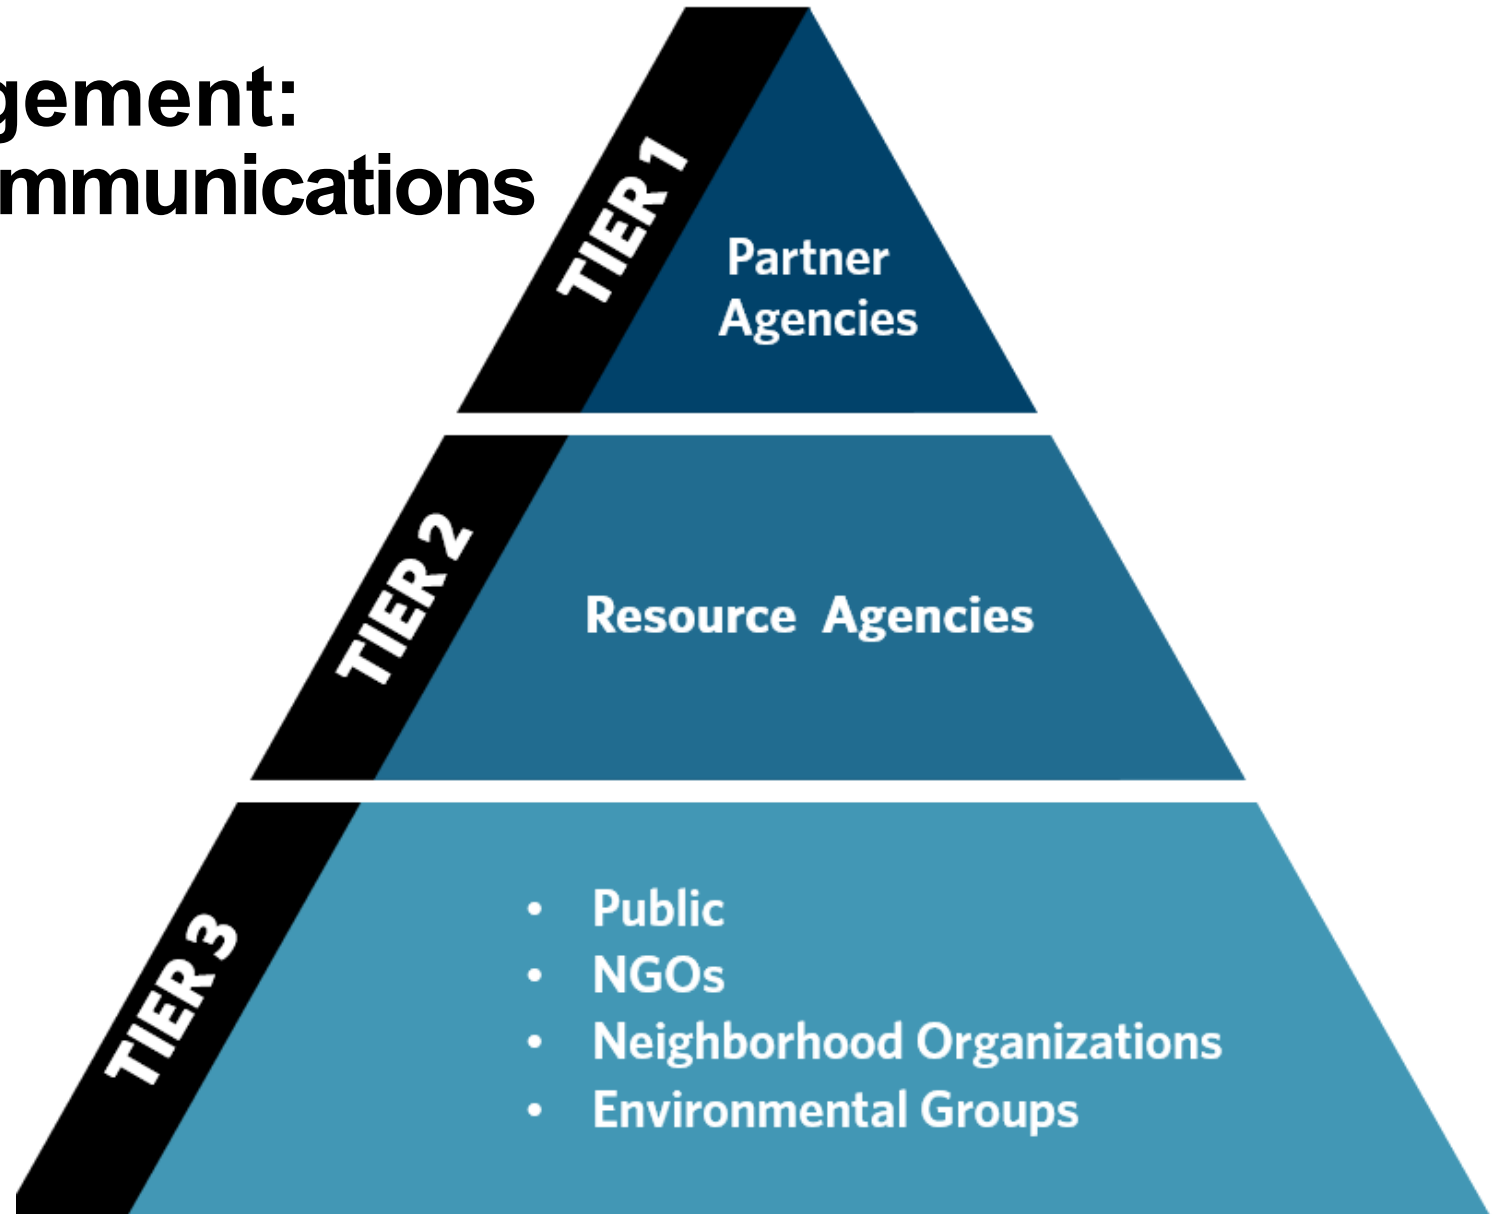 gement:
mmunications
TIER 1
Partner
Agencies
TIER 2
Resource Agencies
TIER 3
• Public
• NGOs
• Neighborhood Organizations
• Environmental Groups